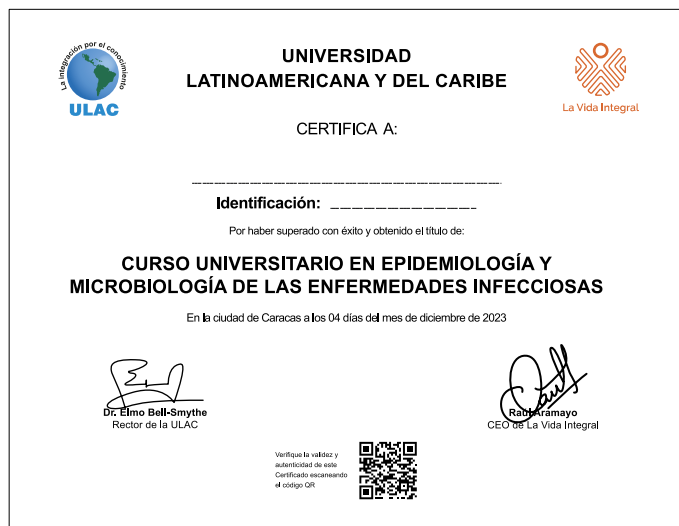 La integración por el conocimiento
ULAC
UNIVERSIDAD
LATINOAMERICANA Y DEL CARIBE
La Vida Integral
CERTIFICA A:
Identificación:
Por haber superado con éxito y obtenido el título de:
CURSO UNIVERSITARIO EN EPIDEMIOLOGÍA Y
MICROBIOLOGÍA DE LAS ENFERMEDADES INFECCIOSAS
En la ciudad de Caracas a los 04 días del mes de diciembre de 2023
Dr. Elmo Bell-Smythe
Rector de la ULAC
Raúl Aramayo
CEO de La Vida Integral
Verifique la validez y
autenticidad de este
Certificado escaneando
el código QR